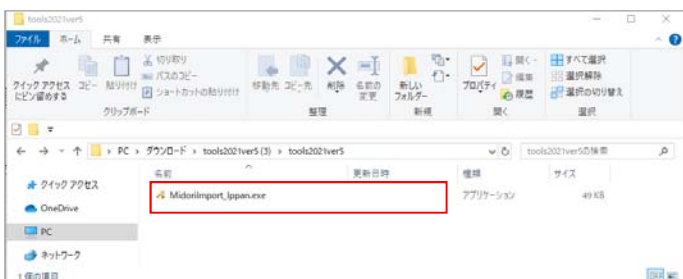 tools2021ver5
ファイル ホーム 共有 表示
クイック アクセスにピン留めする
コピー
貼り付け
切り取り
パスのコピー
ショートカットの貼り付け
クリップボード
移動先
コピー先
削除
名前の変更
整理
新しいフォルダー
新規
プロパティ
開く
編集
履歴
開く
すべて選択
選択解除
選択の切り替え
選択
PC > ダウンロード > tools2021ver5 (3) > tools2021ver5
tools2021ver5の検索
名前 更新日時 種類 サイズ
クイック アクセス
MidoriImport_Ippan.exe アプリケーション 49 KB
OneDrive
PC
ネットワーク
1 個の項目